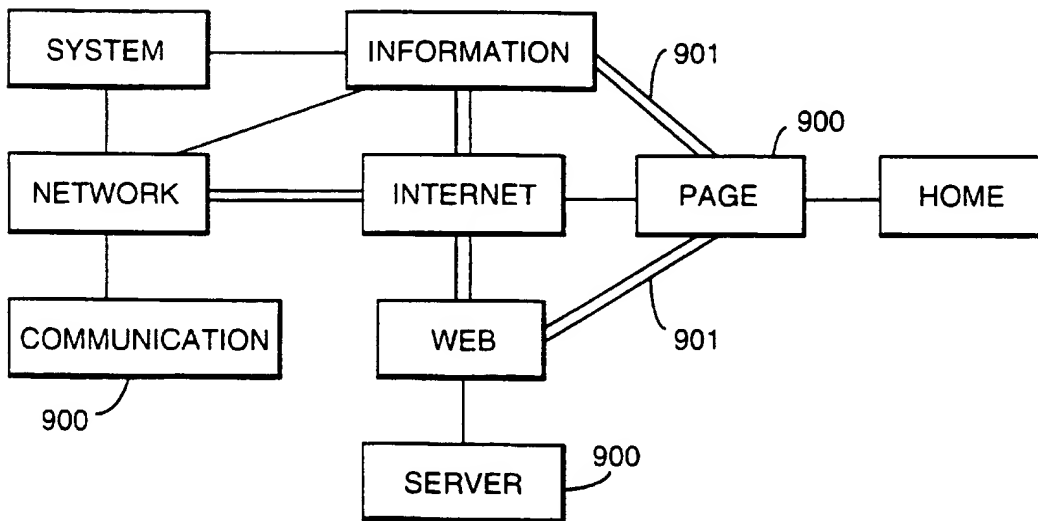 SYSTEM
INFORMATION
901
900
NETWORK
INTERNET
PAGE
HOME
COMMUNICATION
WEB
901
900
SERVER
900